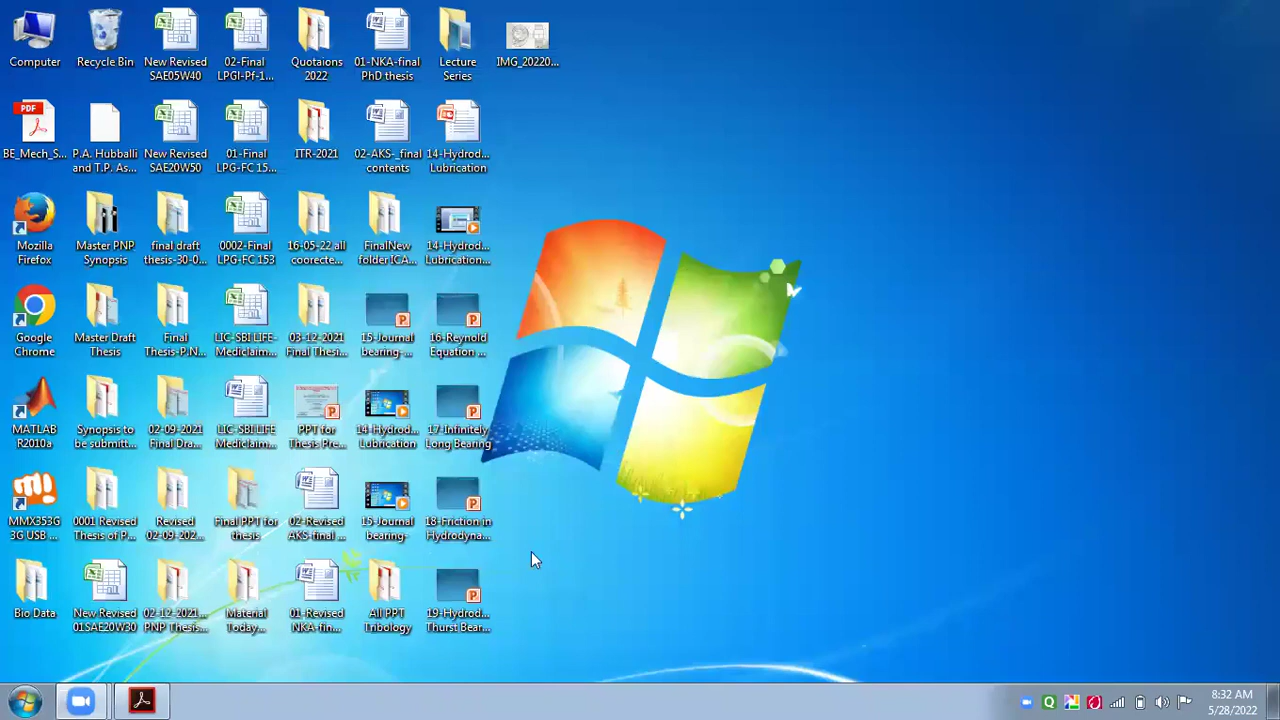 Computer
Recycle Bin
New Revised
SAE05W40
02-Final
LPGI-Pf-1...
Quotaions
2022
01-NKA-final
PhD thesis
Lecture
Series
IMG_20220...
PDF
BE_Mech_S...
P.A. Hubballi
and T.P. As...
New Revised
SAE20W50
01-Final
LPG-FC 15...
ITR-2021
02-AKS-_final
contents
14-Hydrod...
Lubrication
Mozilla
Firefox
Master PNP
Synopsis
final draft
thesis-30-0...
0002-Final
LPG-FC 153
16-05-22 all
coorecte...
FinalNew
folder ICA...
14-Hydrod...
Lubrication...
Google
Chrome
Master Draft
Thesis
Final
Thesis-P.N...
LIC-SBI LIFE-
Mediclaim...
03-12-2021
Final Thesi...
15-Journal
bearing-...
16-Reynold
Equation ...
MATLAB
R2010a
Synopsis to
be submitt...
02-09-2021
Final Dra...
LIC-SBI LIFE
Mediclaim...
PPT for
Thesis Pre...
14-Hydrod...
Lubrication
17-Infinitely
Long Bearing
MMX353G
3G USB ...
0001 Revised
Thesis of P...
Revised
02-09-202...
Final PPT for
thesis
02-Revised
AKS-final ...
15-Journal
bearing-
18-Friction in
Hydrodyna...
Bio Data
New Revised
01SAE20W30
02-12-2021...
PNP Thesis...
Material
Today...
01-Revised
NKA-fin...
All PPT
Tribology
19-Hydrod...
Thurst Bear...
8:32 AM
5/28/2022